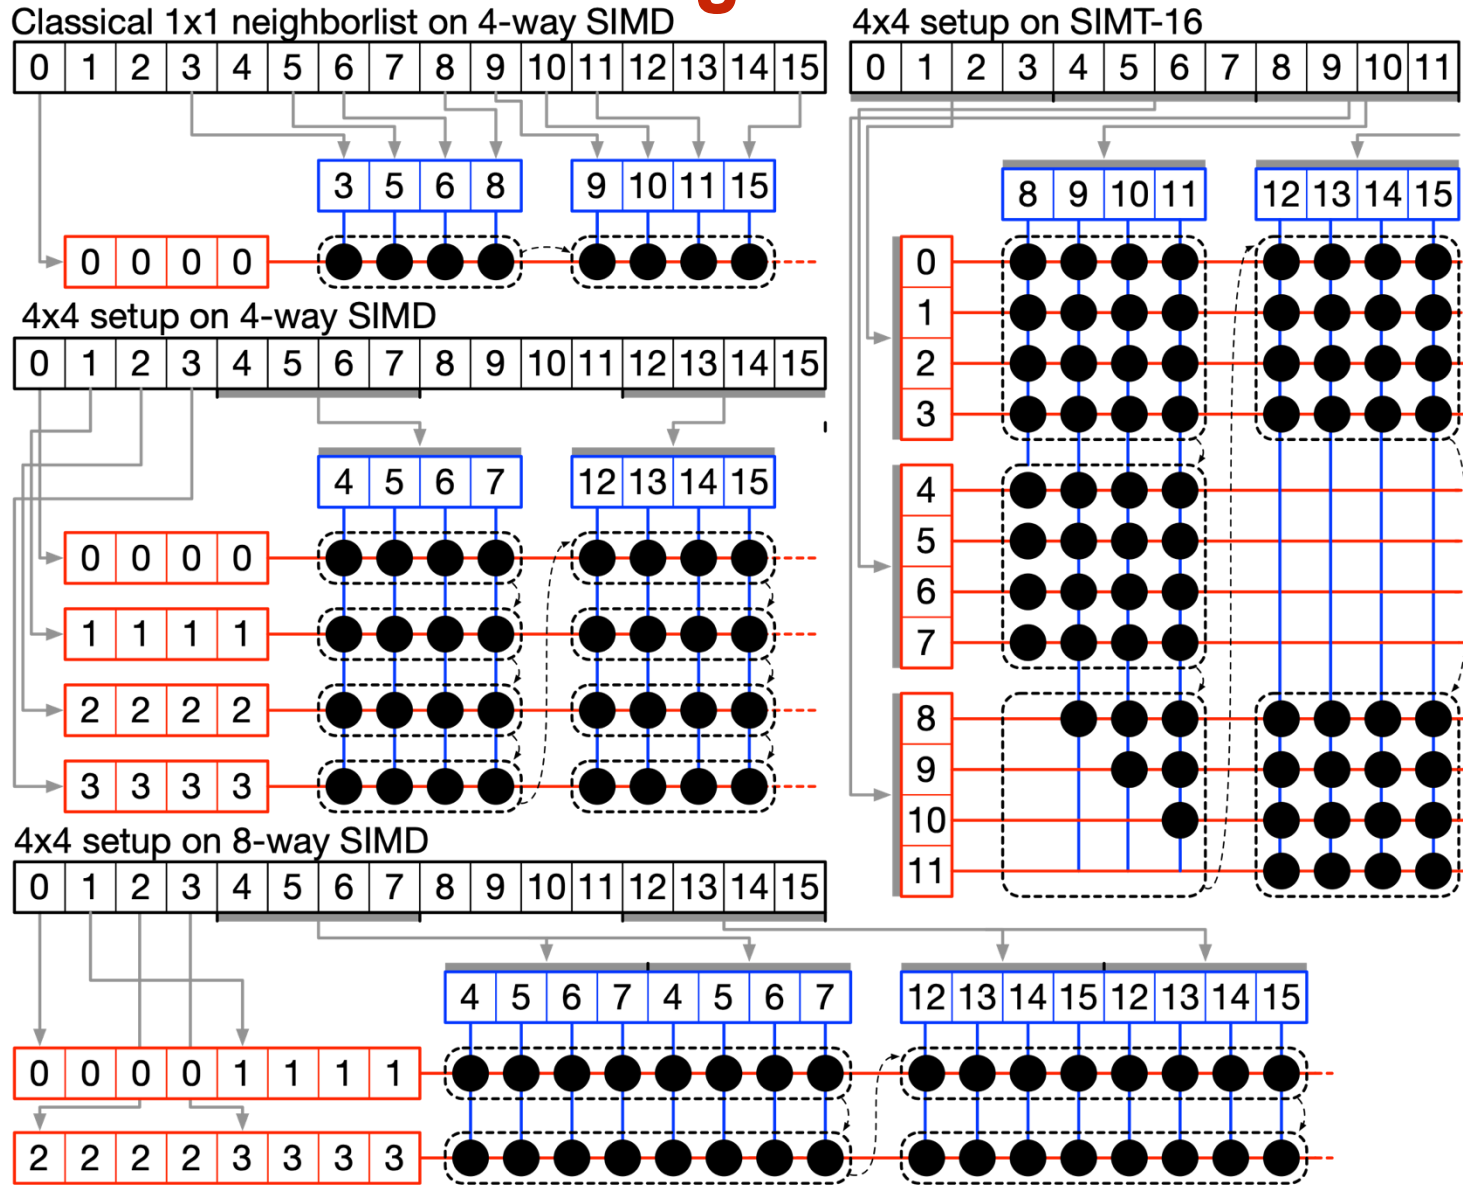 Classical 1x1 neighborlist on 4-way SIMD
0 1 2 3 4 5 6 7 8 9 10 11 12 13 14 15
3 5 6 8
9 10 11 15
0 0 0 0
4x4 setup on 4-way SIMD
0 1 2 3 4 5 6 7 8 9 10 11 12 13 14 15
4 5 6 7
12 13 14 15
0 0 0 0
1 1 1 1
2 2 2 2
3 3 3 3
4x4 setup on SIMT-16
0 1 2 3 4 5 6 7 8 9 10 11
8 9 10 11
12 13 14 15
0
1
2
3
4
5
6
7
8
9
10
11
4x4 setup on 8-way SIMD
0 1 2 3 4 5 6 7 8 9 10 11 12 13 14 15
4 5 6 7 4 5 6 7
12 13 14 15 12 13 14 15
0 0 0 0 1 1 1 1
2 2 2 2 3 3 3 3